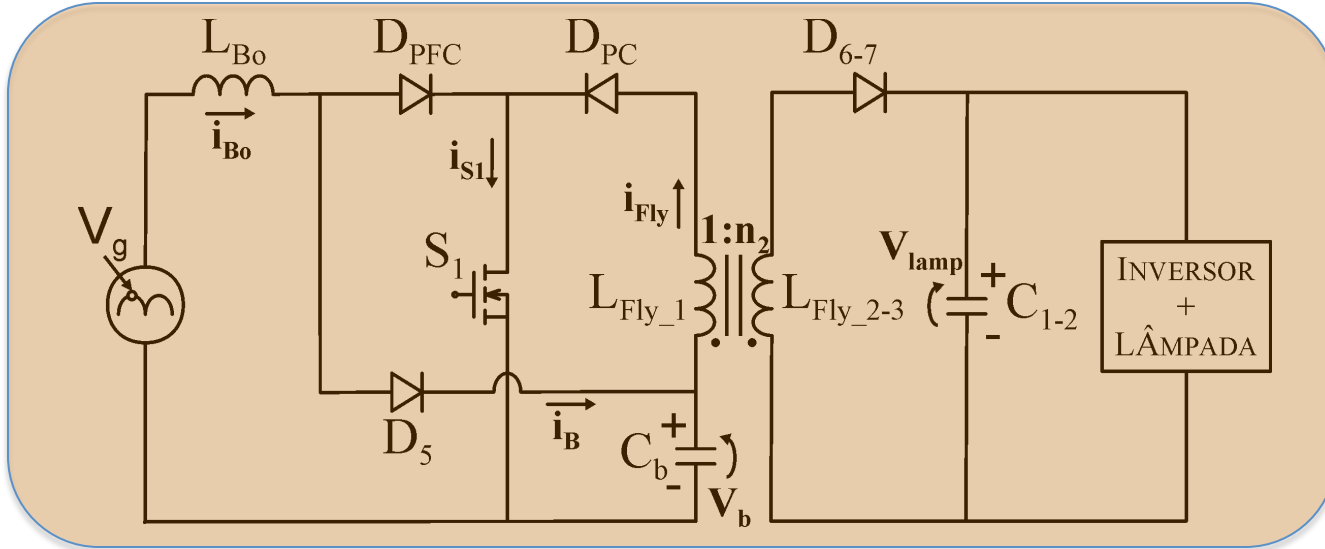 L_Bo
D_PFC
D_PC
D_6-7
i_Bo
i_S1
i_Fly
1:n_2
V_g
S_1
L_Fly_1
L_Fly_2-3
V_lamp
+
C_1-2
-
INVERSOR
+
LÂMPADA
D_5
i_B
+
C_b
-
V_b